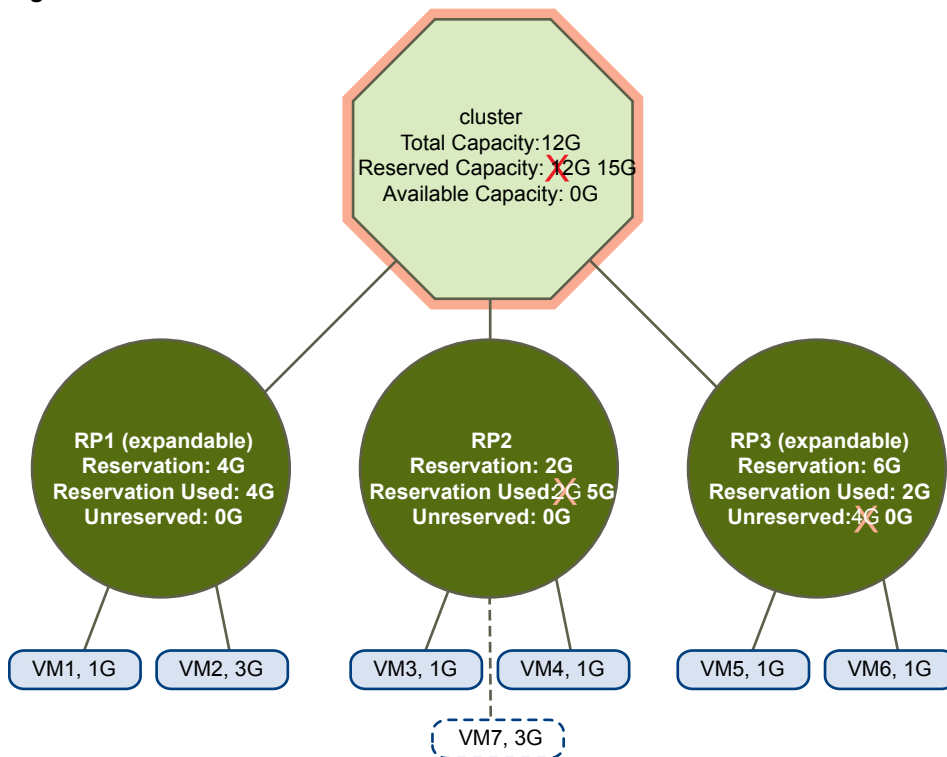 cluster
Total Capacity:12G
Reserved Capacity: 12G 15G
Available Capacity: 0G
RP1 (expandable)
Reservation: 4G
Reservation Used: 4G
Unreserved: 0G
RP2
Reservation: 2G
Reservation Used:2G 5G
Unreserved: 0G
RP3 (expandable)
Reservation: 6G
Reservation Used: 2G
Unreserved:4G 0G
VM1, 1G
VM2, 3G
VM3, 1G
VM4, 1G
VM5, 1G
VM6, 1G
VM7, 3G